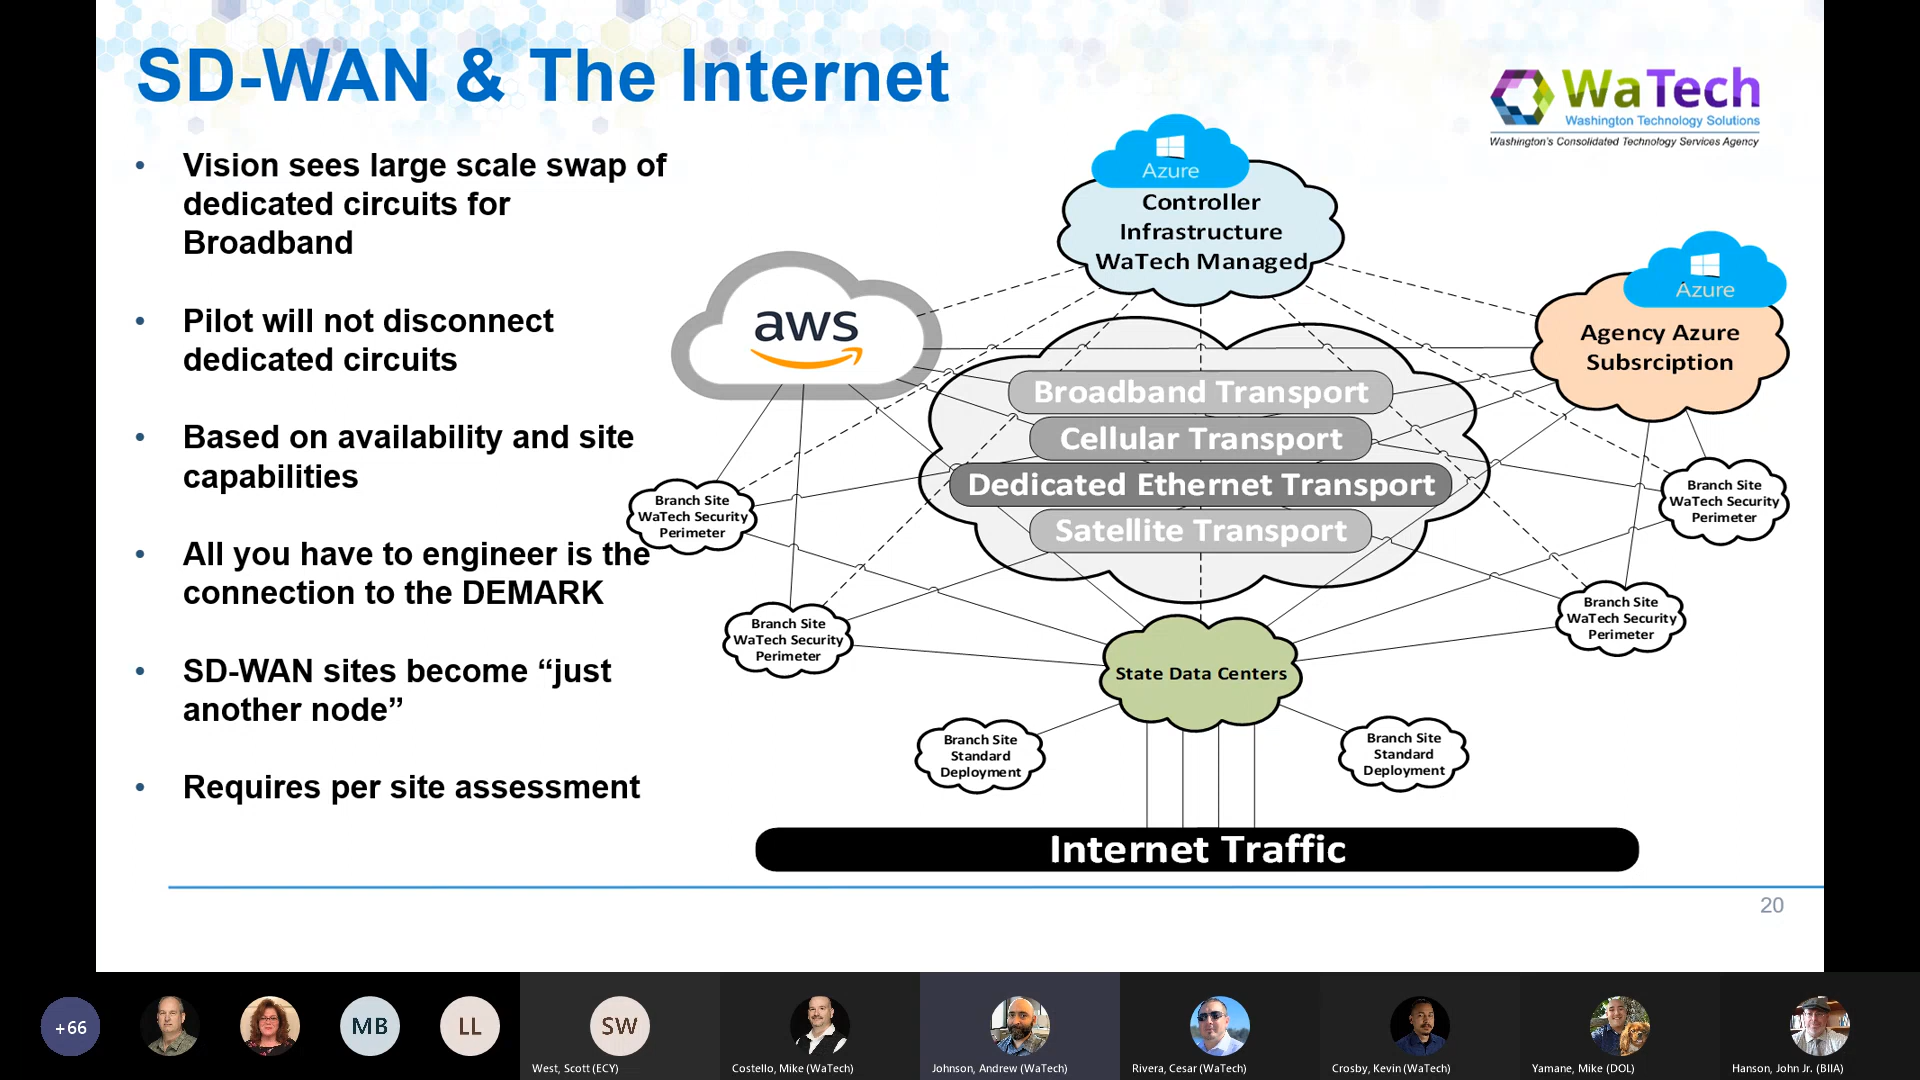 SD-WAN & The Internet
WaTech
Washington Technology Solutions
Washington's Consolidated Technology Services Agency
• Vision sees large scale swap of
dedicated circuits for
Broadband
• Pilot will not disconnect
dedicated circuits
• Based on availability and site
capabilities
• All you have to engineer is the
connection to the DEMARK
• SD-WAN sites become “just
another node”
• Requires per site assessment
Azure
Controller
Infrastructure
WaTech Managed
aws
Azure
Agency Azure
Subsrciption
Broadband Transport
Cellular Transport
Dedicated Ethernet Transport
Satellite Transport
Branch Site
WaTech Security
Perimeter
Branch Site
WaTech Security
Perimeter
Branch Site
WaTech Security
Perimeter
Branch Site
WaTech Security
Perimeter
State Data Centers
Branch Site
Standard
Deployment
Branch Site
Standard
Deployment
Internet Traffic
20
+66
MB
LL
SW
West, Scott (ECY)
Costello, Mike (WaTech)
Johnson, Andrew (WaTech)
Rivera, Cesar (WaTech)
Crosby, Kevin (WaTech)
Yamane, Mike (DOL)
Hanson, John Jr. (BIIA)